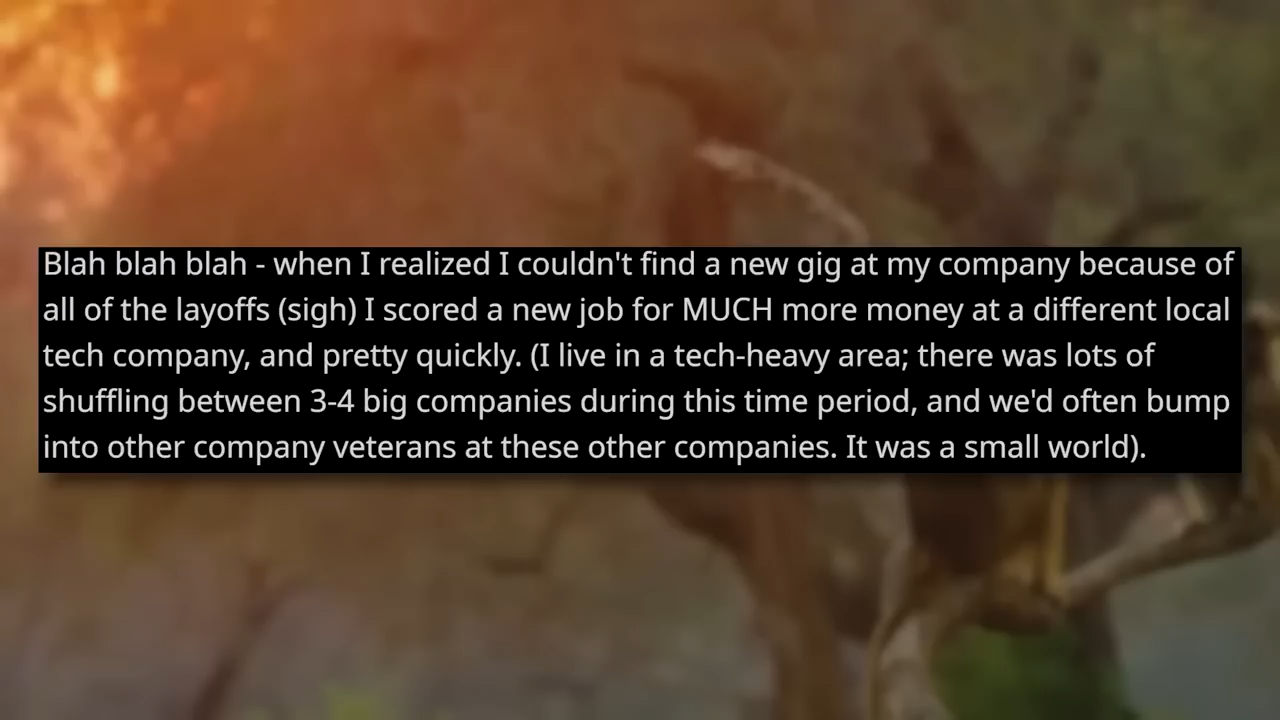 Blah blah blah - when I realized I couldn't find a new gig at my company because of
all of the layoffs (sigh) I scored a new job for MUCH more money at a different local
tech company, and pretty quickly. (I live in a tech-heavy area; there was lots of
shuffling between 3-4 big companies during this time period, and we'd often bump
into other company veterans at these other companies. It was a small world).